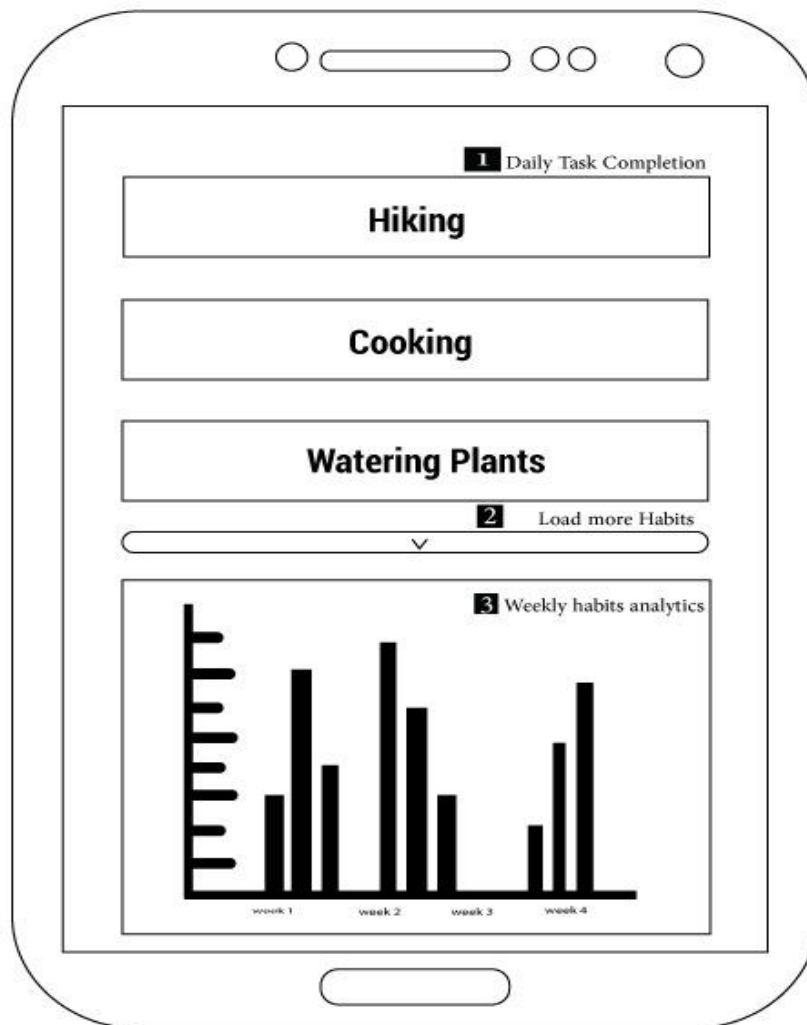 1 Daily Task Completion
Hiking
Cooking
Watering Plants
2 Load more Habits
3 Weekly habits analytics
week 1 week 2 week 3 week 4